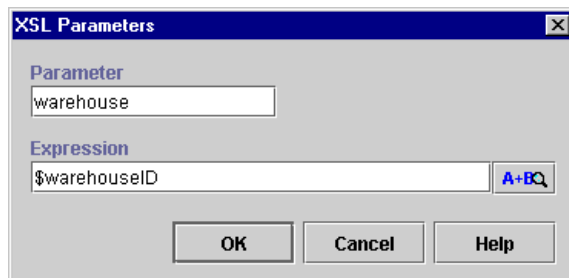 XSL Parameters
Parameter
warehouse
Expression
$warehouseID
A+B
OK Cancel Help